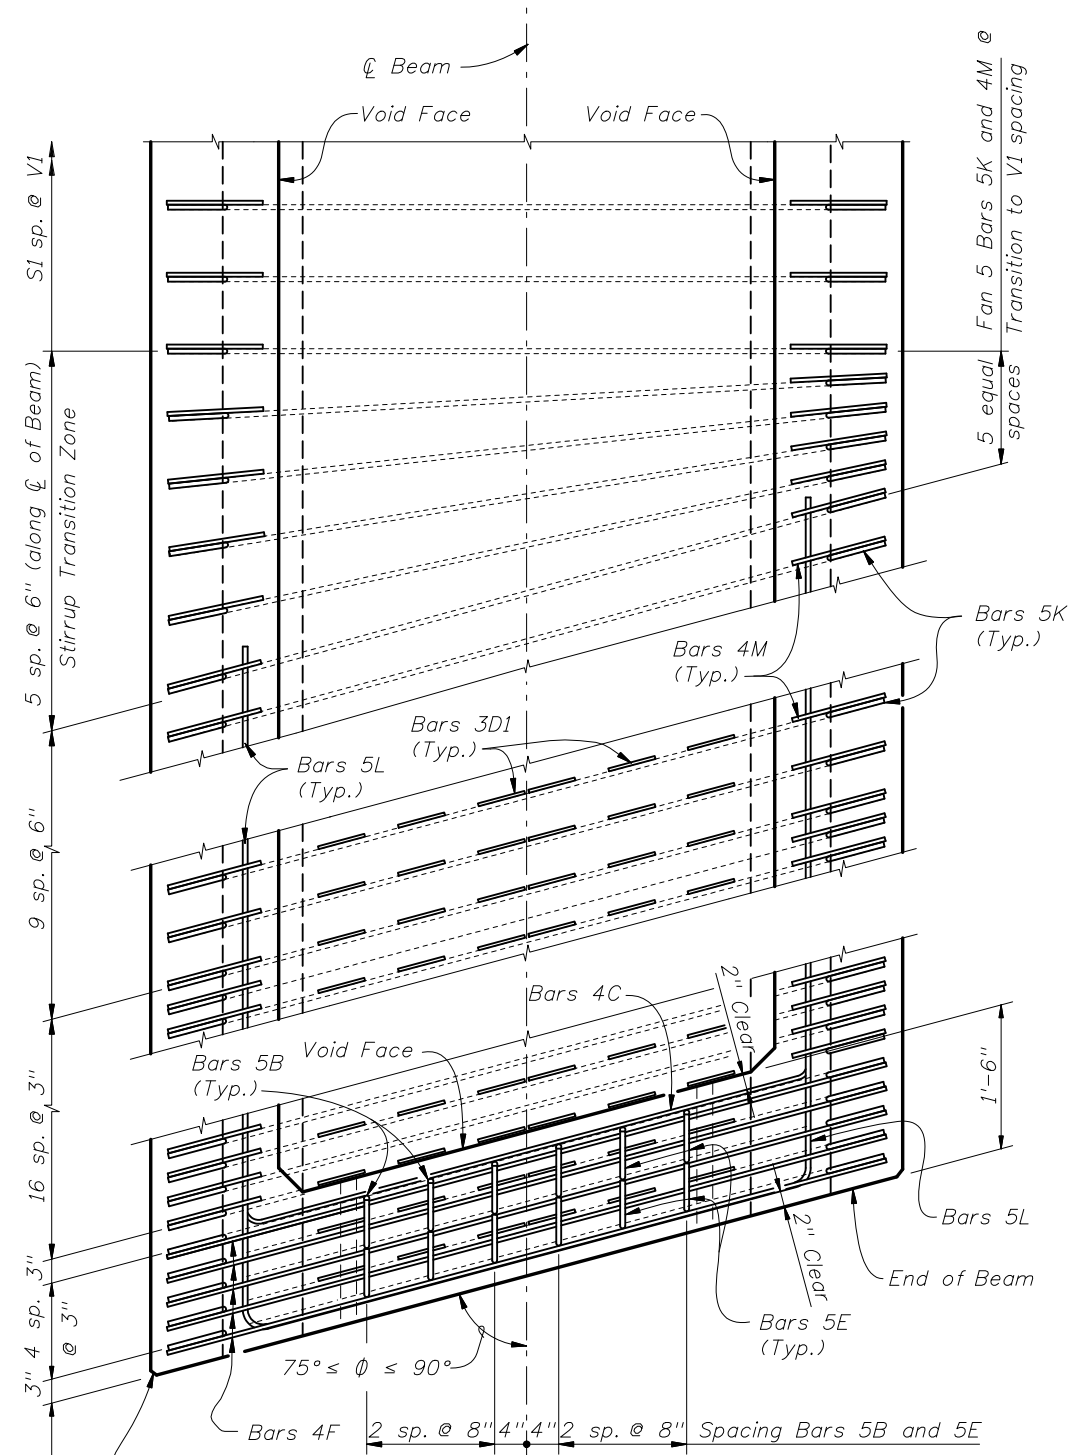 ℄ Beam
Void Face
Void Face
S1 sp. @ V1
Fan 5 Bars 5K and 4M @
Transition to V1 spacing
5 equal
spaces
5 sp. @ 6" (along ℄ of Beam)
Stirrup Transition Zone
Bars 5K
(Typ.)
Bars 4M
(Typ.)
Bars 3D1
(Typ.)
Bars 5L
(Typ.)
9 sp. @ 6"
Bars 4C
2" Clear
Void Face
Bars 5B
(Typ.)
1'-6"
16 sp. @ 3"
Bars 5L
2" Clear
End of Beam
3"
4 sp.
@ 3"
3"
Bars 5E
(Typ.)
75° ≤ ϕ ≤ 90°
Bars 4F
2 sp. @ 8" 4" 4" 2 sp. @ 8" Spacing Bars 5B and 5E